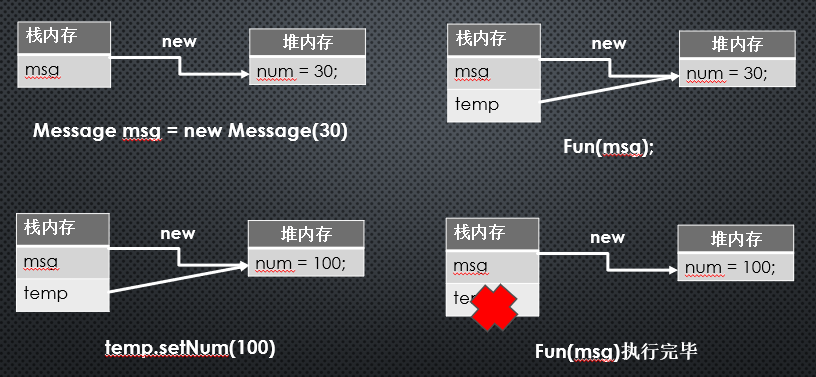 栈内存
new
堆内存
msg
num = 30;
Message msg = new Message(30)
栈内存
new
堆内存
msg
num = 30;
temp
Fun(msg);
栈内存
new
堆内存
msg
num = 100;
temp
temp.setNum(100)
栈内存
new
堆内存
msg
num = 100;
Fun(msg)执行完毕